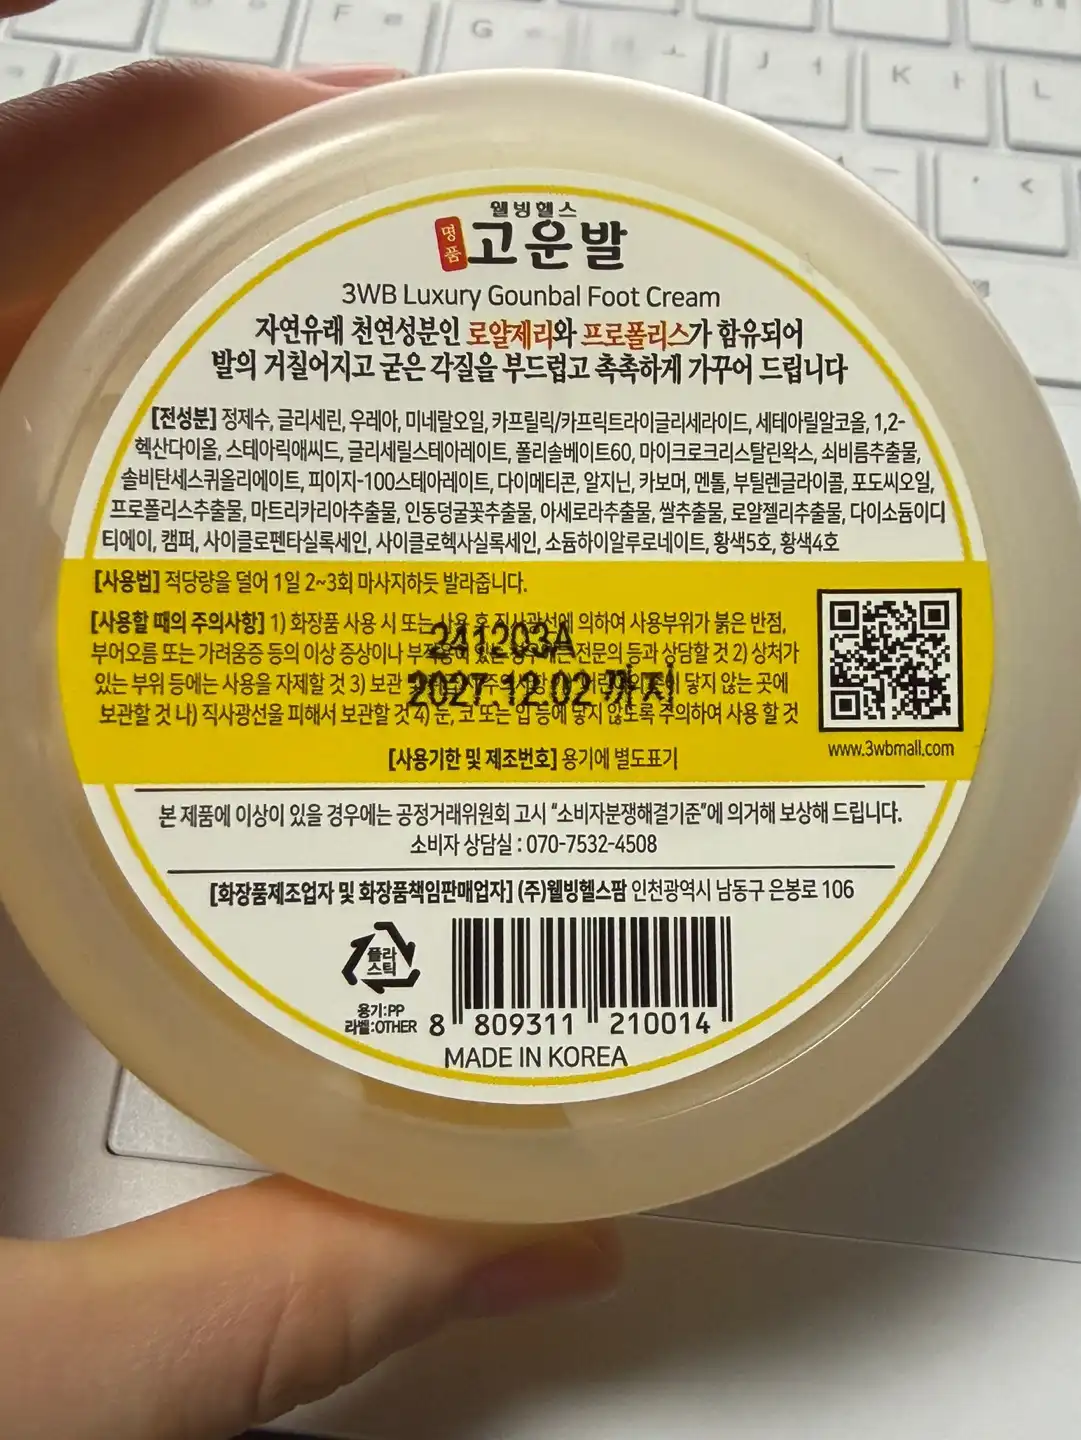 F
G
J ㅓ
K ㅏ
L
<
웰빙헬스
명품 고운발
3WB Luxury Gounbal Foot Cream
자연유래 천연성분인 로얄제리와 프로폴리스가 함유되어
발의 거칠어지고 굳은 각질을 부드럽고 촉촉하게 가꾸어 드립니다
[전성분] 정제수, 글리세린, 우레아, 미네랄오일, 카프릴릭/카프릭트라이글리세라이드, 세테아릴알코올, 1,2-
헥산다이올, 스테아릭애씨드, 글리세릴스테아레이트, 폴리솔베이트60, 마이크로크리스탈린왁스, 쇠비름추출물,
솔비탄세스퀴올리에이트, 피이지-100스테아레이트, 다이메티콘, 알지닌, 카보머, 멘톨, 부틸렌글라이콜, 포도씨오일,
프로폴리스추출물, 마트리카리아추출물, 인동덩굴꽃추출물, 아세로라추출물, 쌀추출물, 로얄젤리추출물, 다이소듐이디
티에이, 캠퍼, 사이클로펜타실록세인, 사이클로헥사실록세인, 소듐하이알루로네이트, 황색5호, 황색4호
[사용법] 적당량을 덜어 1일 2~3회 마사지하듯 발라줍니다.
[사용할 때의 주의사항] 1) 화장품 사용 시 또는 사용 후 직사광선에 의하여 사용부위가 붉은 반점,
부어오름 또는 가려움증 등의 이상 증상이나 부작용이 있는 경우에는 전문의 등과 상담할 것 2) 상처가
있는 부위 등에는 사용을 자제할 것 3) 보관 닿지 않는 곳에
보관할 것 나) 직사광선을 피해서 보관할 것 4) 눈, 코 또는 입 등에 닿지 않도록 주의하여 사용 할 것
241203A
2027.12.02 까지
[사용기한 및 제조번호] 용기에 별도표기
www.3wbmall.com
본 제품에 이상이 있을 경우에는 공정거래위원회 고시 “소비자분쟁해결기준”에 의거해 보상해 드립니다.
소비자 상담실 : 070-7532-4508
[화장품제조업자 및 화장품책임판매업자] (주)웰빙헬스팜 인천광역시 남동구 은봉로 106
플라
스틱
용기:PP
라벨:OTHER
8 809311 210014
MADE IN KOREA